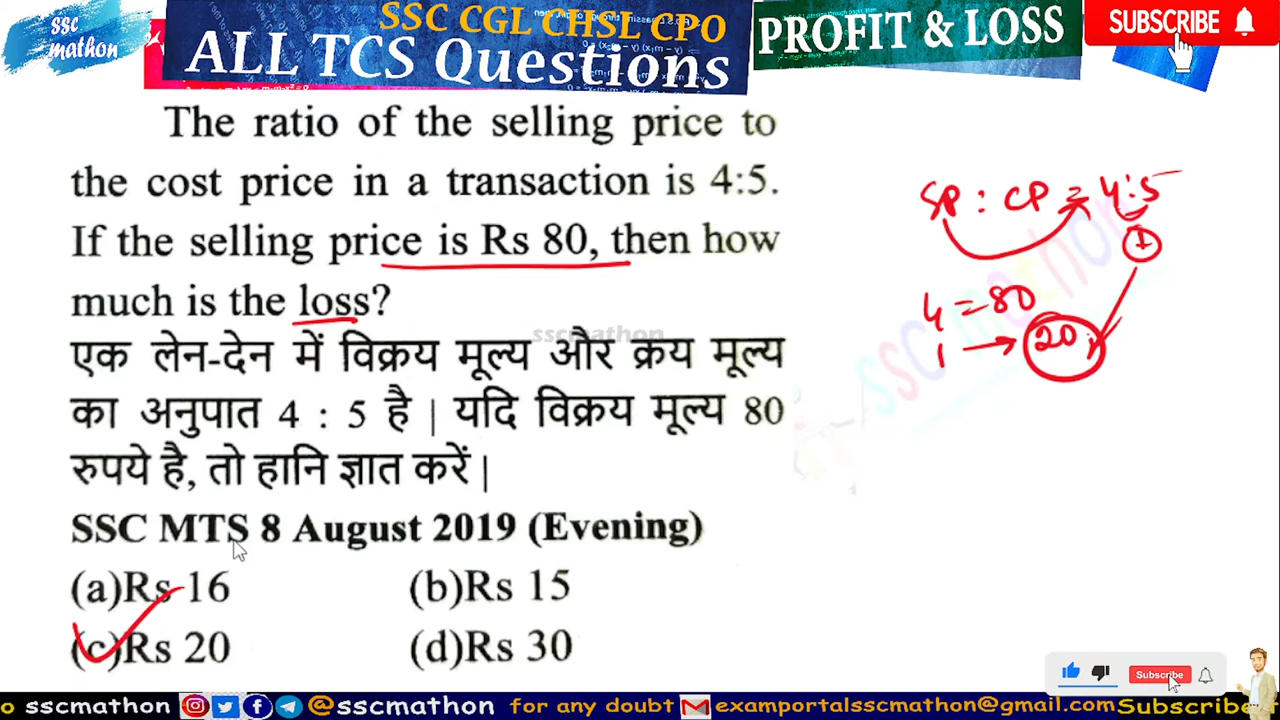 ssc
mathon
SSC CGL CHSL CPO
ALL TCS Questions
PROFIT & LOSS
SUBSCRIBE
The ratio of the selling price to
the cost price in a transaction is 4:5.
If the selling price is Rs 80, then how
much is the loss?
एक लेन-देन में विक्रय मूल्य और क्रय मूल्य
का अनुपात 4 : 5 है | यदि विक्रय मूल्य 80
रुपये है, तो हानि ज्ञात करें |
SSC MTS 8 August 2019 (Evening)
(a)Rs 16 (b)Rs 15
(c)Rs 20 (d)Rs 30
SP : CP = 4:5
1
4 = 80
1 → 20
sscmathon
sscmathon
Subscribe
o sscmathon @sscmathon for any doubt examportalsscmathon@gmail.com Subscribe